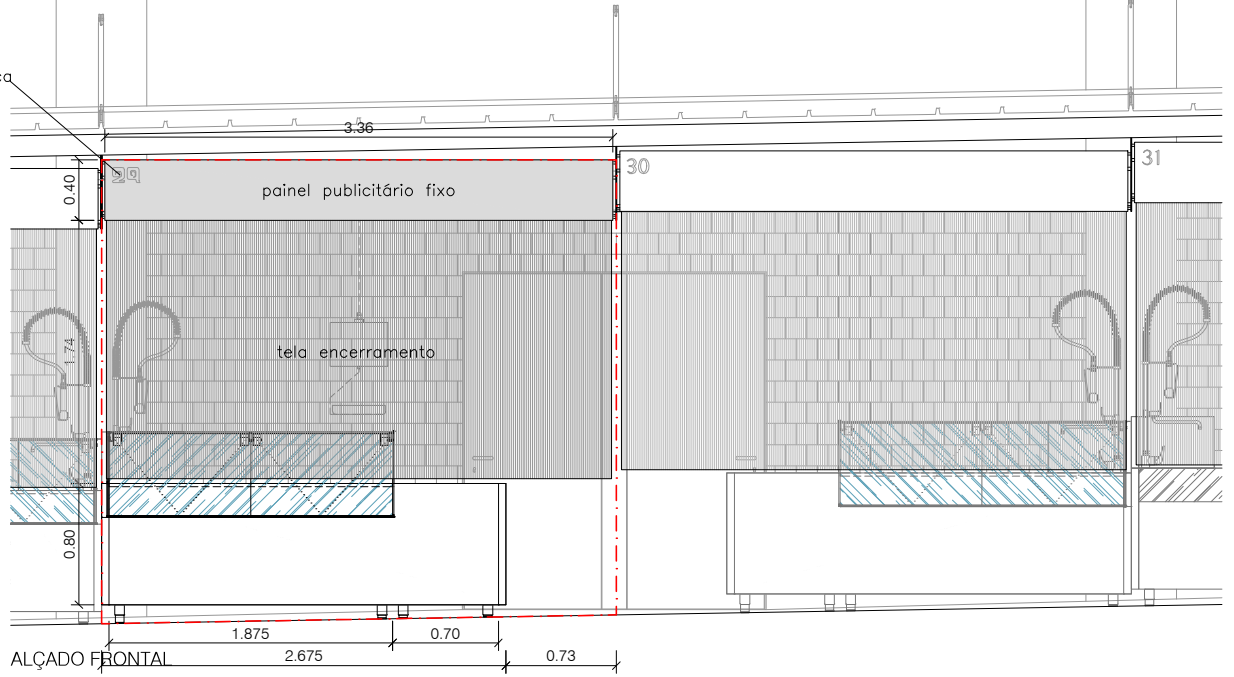 ca
3.36
29
30
31
0.40
painel publicitário fixo
1.74
tela encerramento
0.80
1.875
0.70
ALÇADO FRONTAL
2.675
0.73